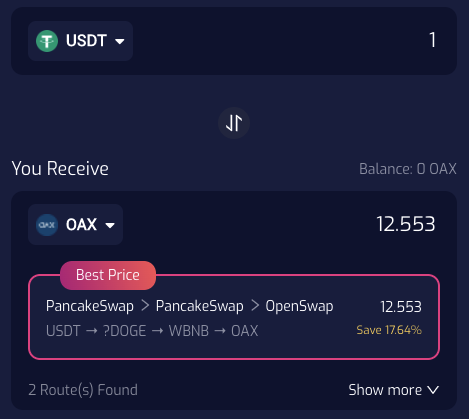 USDT 1
You Receive Balance: 0 OAX
OAX OAX 12.553
Best Price
PancakeSwap > PancakeSwap > OpenSwap 12.553
USDT → ?DOGE → WBNB → OAX Save 17.64%
2 Route(s) Found Show more